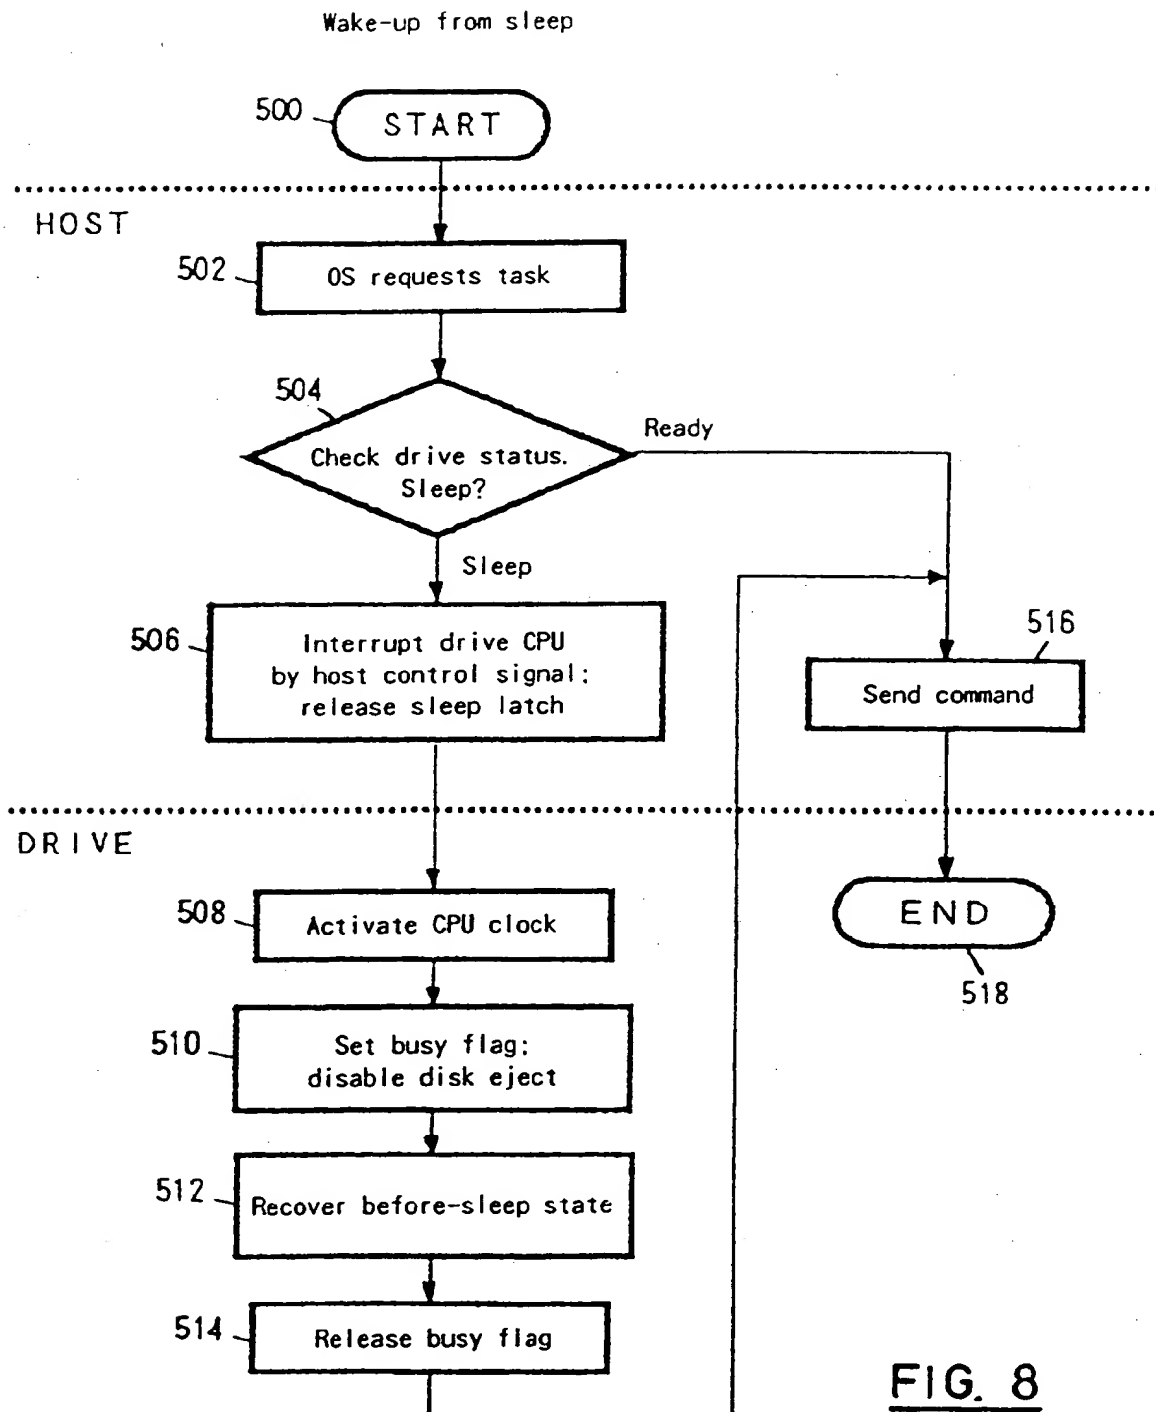 Wake-up from sleep
500
START
HOST
502
OS requests task
504
Check drive status.
Sleep?
Ready
Sleep
506
Interrupt drive CPU
by host control signal;
release sleep latch
516
Send command
DRIVE
508
Activate CPU clock
END
518
510
Set busy flag;
disable disk eject
512
Recover before-sleep state
514
Release busy flag
FIG. 8